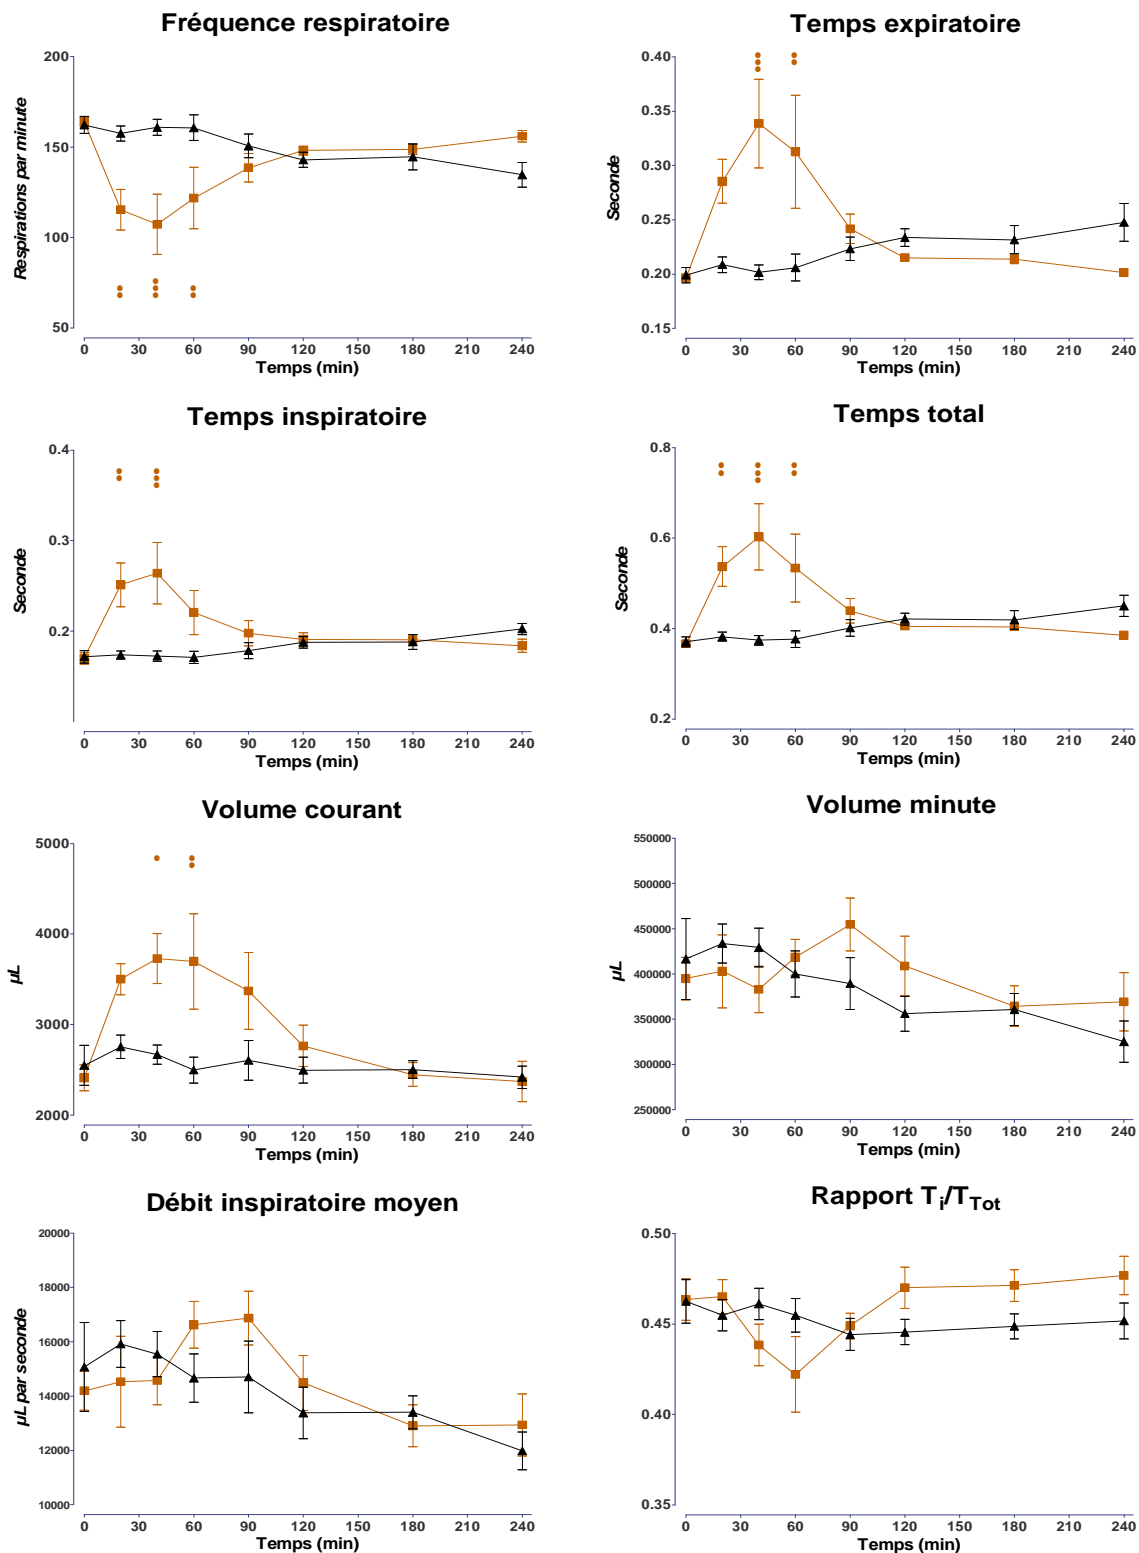 Fréquence respiratoire
Respirations par minute
200
150
100
50
0 30 60 90 120 150 180 210 240
Temps (min)
Temps expiratoire
Seconde
0.40
0.35
0.30
0.25
0.20
0.15
0 30 60 90 120 150 180 210 240
Temps (min)
Temps inspiratoire
Seconde
0.4
0.3
0.2
0 30 60 90 120 150 180 210 240
Temps (min)
Temps total
Seconde
0.8
0.6
0.4
0.2
0 30 60 90 120 150 180 210 240
Temps (min)
Volume courant
µL
5000
4000
3000
2000
0 30 60 90 120 150 180 210 240
Temps (min)
Volume minute
µL
550000
500000
450000
400000
350000
300000
250000
0 30 60 90 120 150 180 210 240
Temps (min)
Débit inspiratoire moyen
µL par seconde
20000
18000
16000
14000
12000
10000
0 30 60 90 120 150 180 210 240
Temps (min)
Rapport Ti/TTot
0.50
0.45
0.40
0.35
0 30 60 90 120 150 180 210 240
Temps (min)